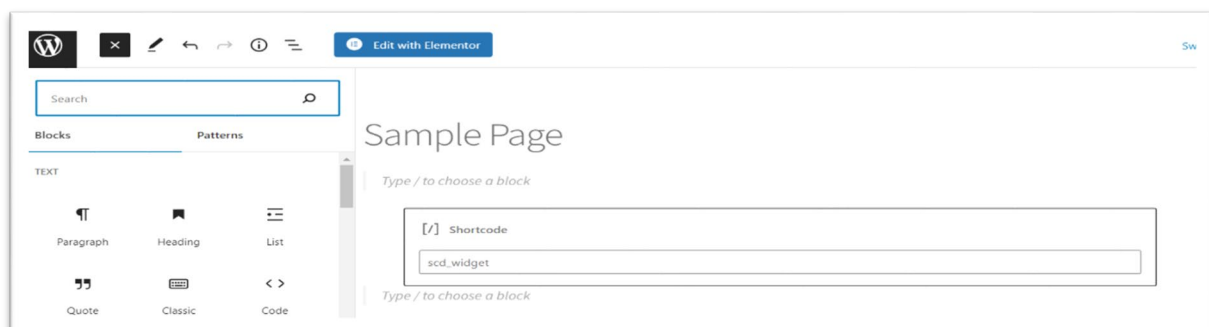 Edit with Elementor
Sw
Search
Blocks Patterns
TEXT
Paragraph Heading List
Quote Classic Code
Sample Page
Type / to choose a block
[/] Shortcode
scd_widget
Type / to choose a block